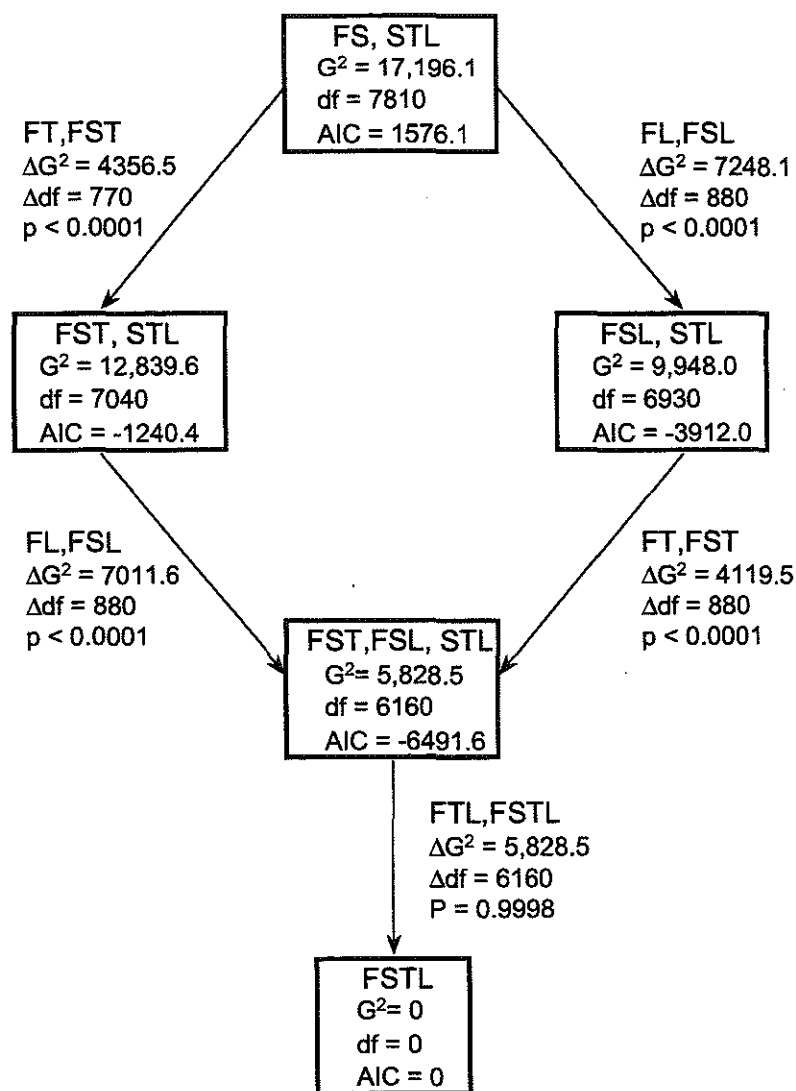 FS, STL
G² = 17,196.1
df = 7810
AIC = 1576.1
FT,FST
ΔG² = 4356.5
Δdf = 770
p < 0.0001
FL,FSL
ΔG² = 7248.1
Δdf = 880
p < 0.0001
FST, STL
G² = 12,839.6
df = 7040
AIC = -1240.4
FSL, STL
G² = 9,948.0
df = 6930
AIC = -3912.0
FL,FSL
ΔG² = 7011.6
Δdf = 880
p < 0.0001
FT,FST
ΔG² = 4119.5
Δdf = 880
p < 0.0001
FST,FSL, STL
G²= 5,828.5
df = 6160
AIC = -6491.6
FTL,FSTL
ΔG² = 5,828.5
Δdf = 6160
P = 0.9998
FSTL
G²= 0
df = 0
AIC = 0